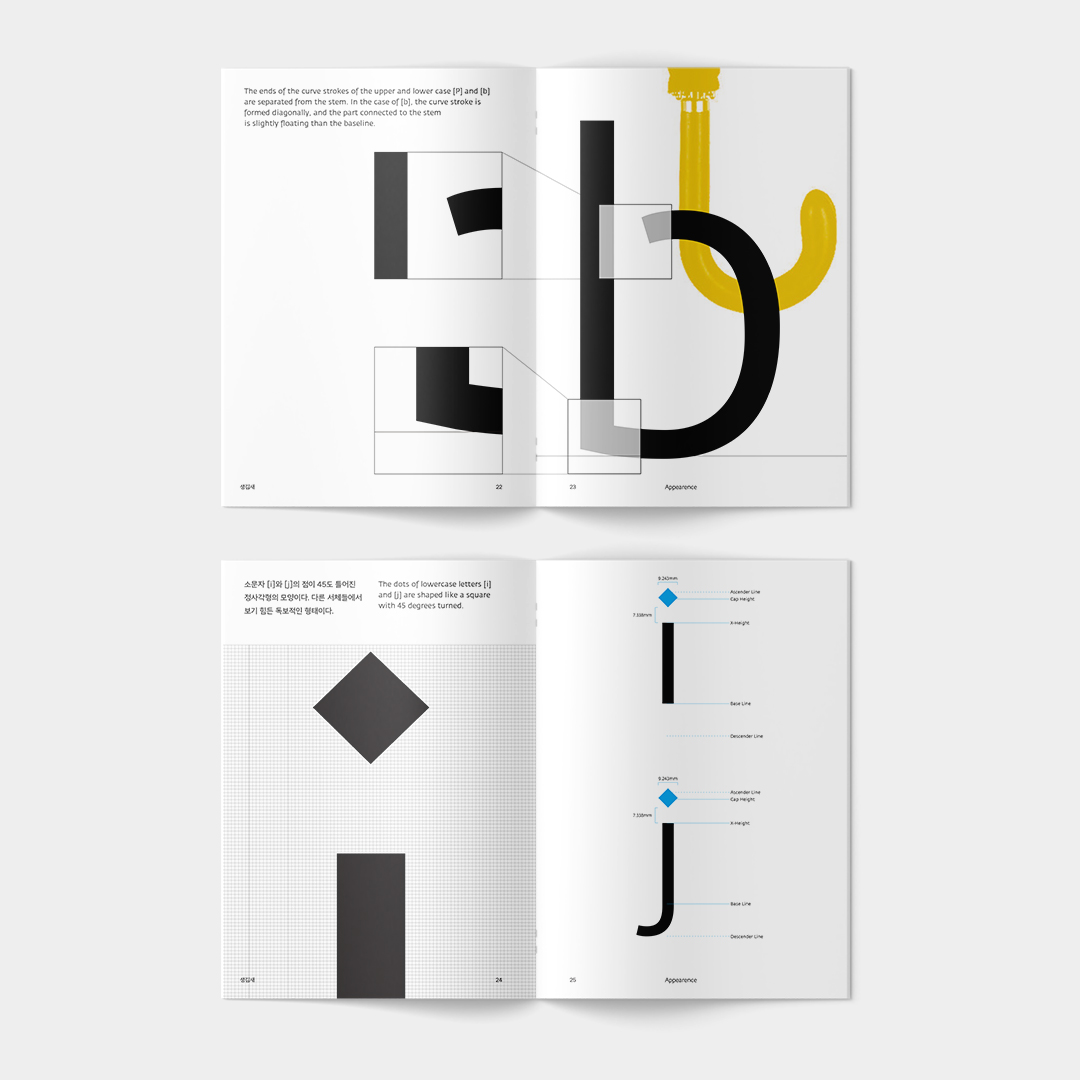 The ends of the curve strokes of the upper and lower case [P] and [b]
are separated from the stem. In the case of [b], the curve stroke is
formed diagonally, and the part connected to the stem
is slightly floating than the baseline.
b
생김새
22
23
Appearence
소문자 [i]와 [j]의 점이 45도 틀어진
정사각형의 모양이다. 다른 서체들에서
보기 힘든 독보적인 형태이다.
The dots of lowercase letters [i]
and [j] are shaped like a square
with 45 degrees turned.
생김새
24
9.243mm
Ascender Line
Cap Height
7.338mm
X-Height
i
Base Line
Descender Line
9.243mm
Ascender Line
Cap Height
7.338mm
X-Height
j
Base Line
Descender Line
25
Appearence